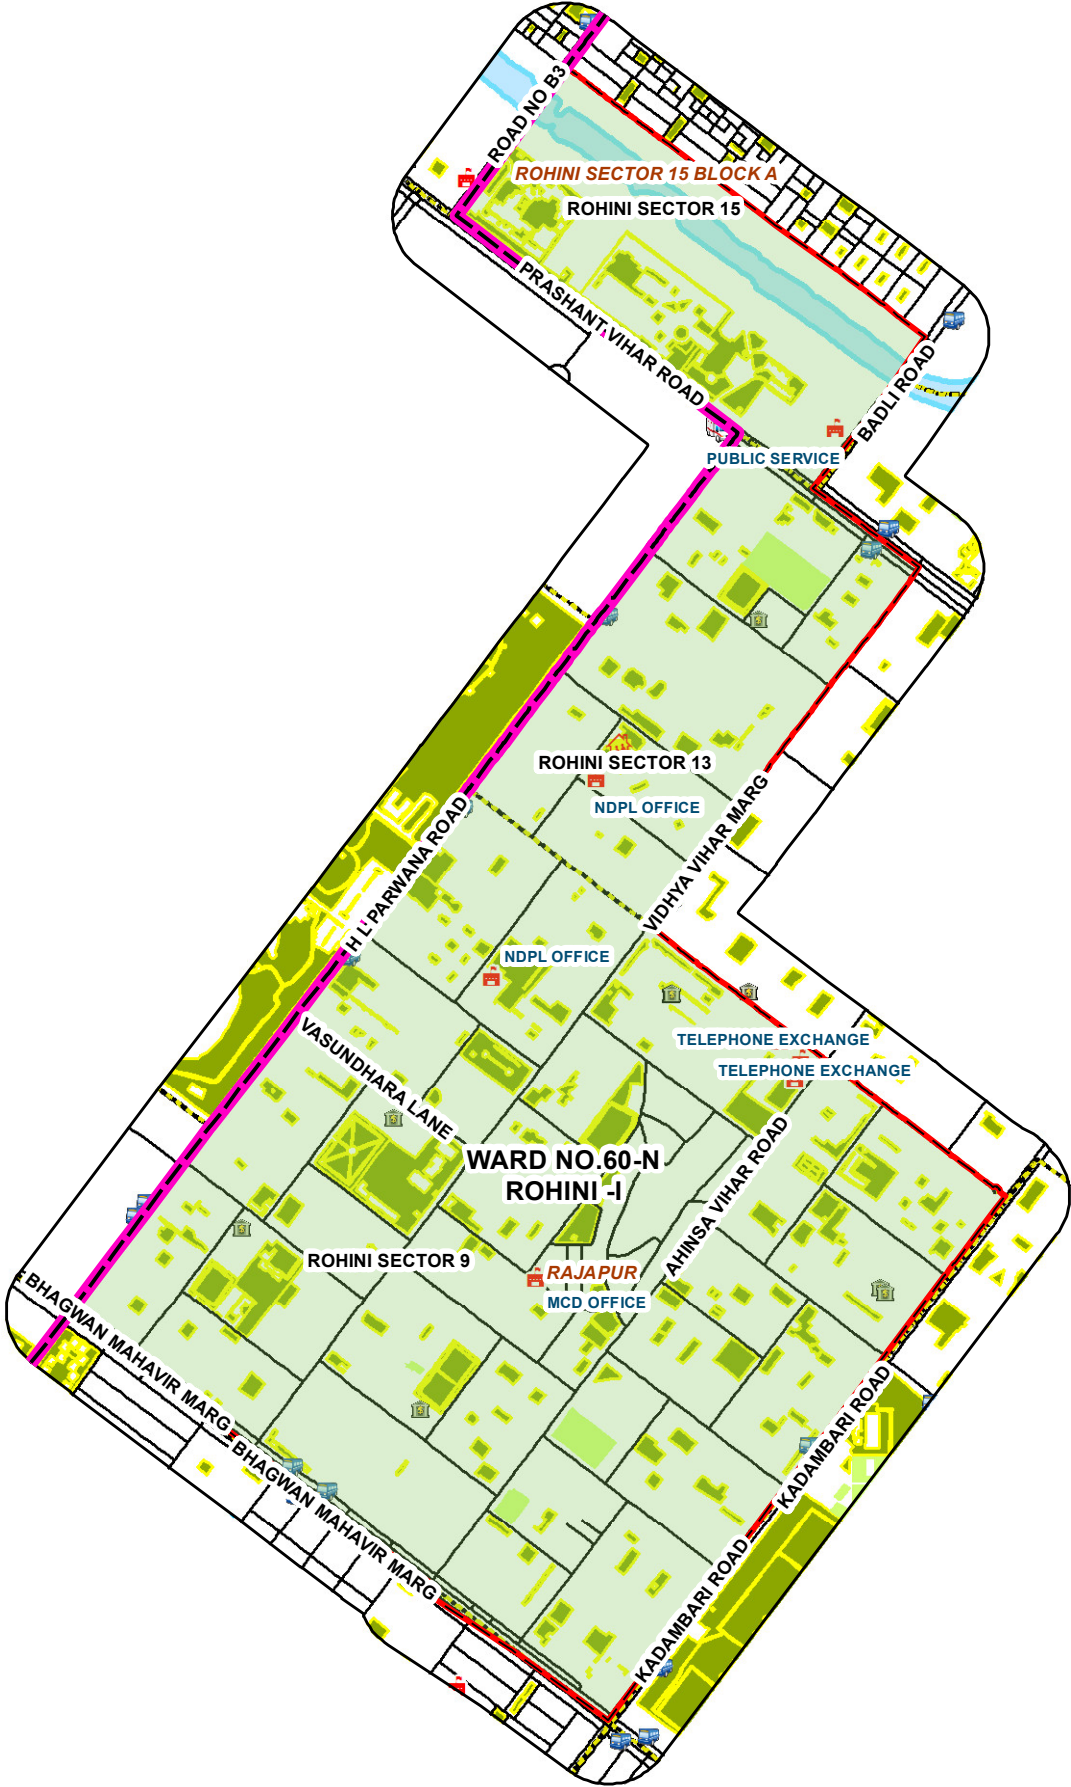 ROAD NO B3
ROHINI SECTOR 15 BLOCK A
ROHINI SECTOR 15
PRASHANT VIHAR ROAD
BADLI ROAD
PUBLIC SERVICE
ROHINI SECTOR 13
NDPL OFFICE
VIDHYA VIHAR MARG
H L PARWANA ROAD
NDPL OFFICE
VASUNDHARA LANE
TELEPHONE EXCHANGE
TELEPHONE EXCHANGE
WARD NO.60-N
ROHINI -I
AHINSA VIHAR ROAD
ROHINI SECTOR 9
RAJAPUR
MCD OFFICE
BHAGWAN MAHAVIR MARG
BHAGWAN MAHAVIR MARG
KADAMBARI ROAD
KADAMBARI ROAD